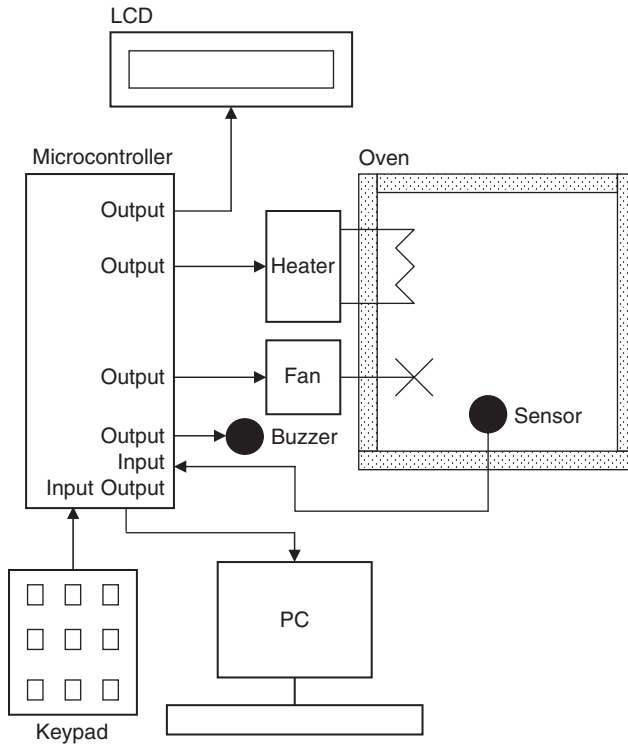 LCD
Microcontroller
Oven
Output
Output
Heater
Output
Fan
Output
Buzzer
Sensor
Input
Input Output
PC
Keypad